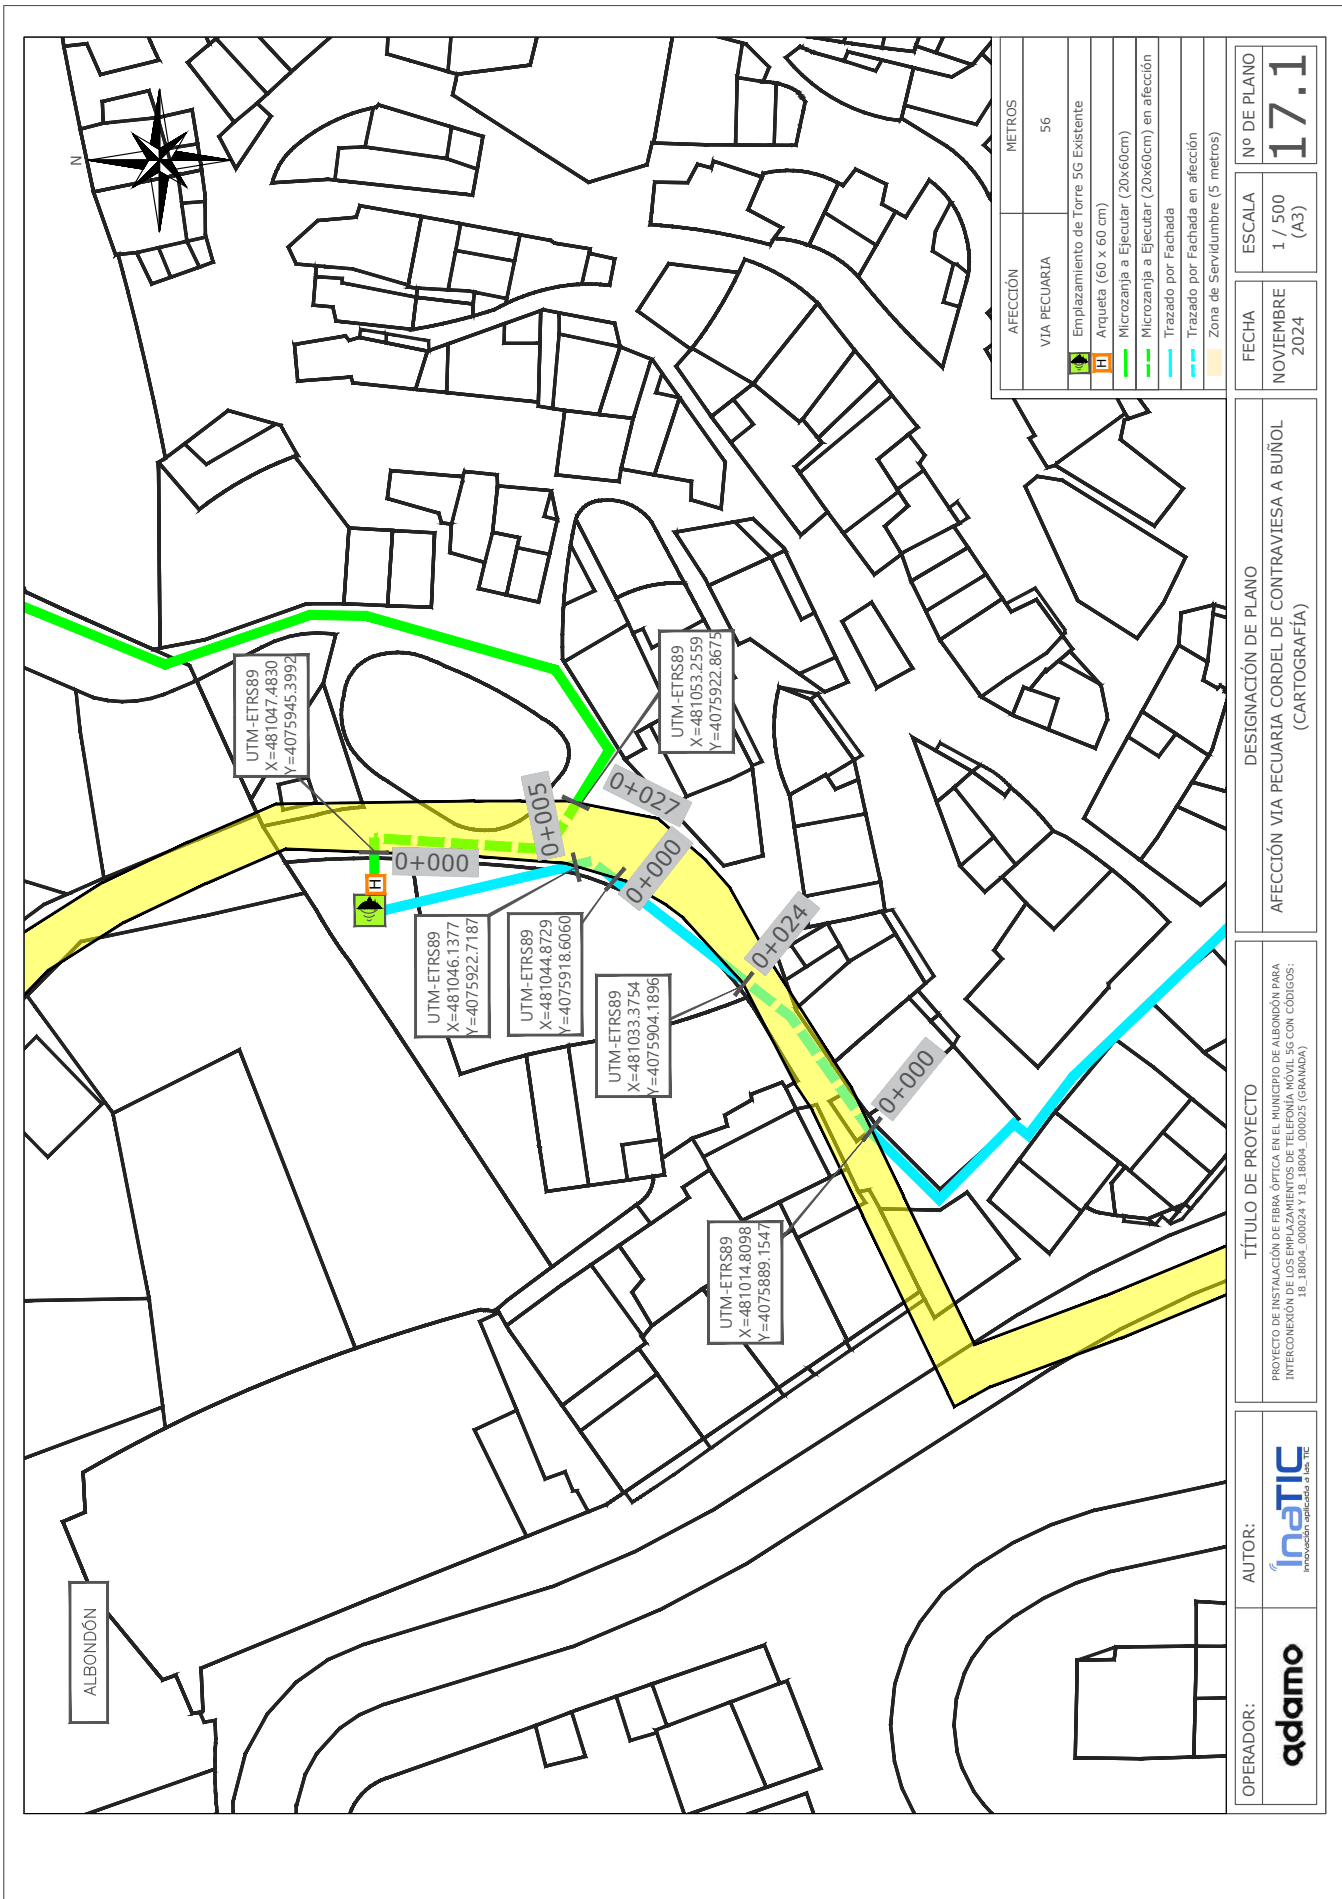 ALBONDÓN
N
UTM-ETRS89
X=481047.4830
Y=4075945.3992
UTM-ETRS89
X=481053.2559
Y=4075922.8675
UTM-ETRS89
X=481046.1377
Y=4075922.7187
UTM-ETRS89
X=481044.8729
Y=4075918.6060
UTM-ETRS89
X=481033.3754
Y=4075904.1896
UTM-ETRS89
X=481014.8098
Y=4075889.1547
0+000
0+005
0+027
0+000
0+024
0+000
H
AFECCIÓN
METROS
VIA PECUARIA
56
Emplazamiento de Torre 5G Existente
H
Arqueta (60 x 60 cm)
Microzanja a Ejecutar (20x60cm)
Microzanja a Ejecutar (20x60cm) en afección
Trazado por Fachada
Trazado por Fachada en afección
Zona de Servidumbre (5 metros)
OPERADOR:
adamo
AUTOR:
inaTIC
Innovación aplicada a las TIC
TÍTULO DE PROYECTO
PROYECTO DE INSTALACIÓN DE FIBRA ÓPTICA EN EL MUNICIPIO DE ALBONDÓN PARA
INTERCONEXIÓN DE LOS EMPLAZAMIENTOS DE TELEFONÍA MÓVIL 5G CON CÓDIGOS:
18_18004_000024 Y 18_18004_000025 (GRANADA)
DESIGNACIÓN DE PLANO
AFECCIÓN VIA PECUARIA CORDEL DE CONTRAVIESA A BUÑOL
(CARTOGRAFÍA)
FECHA
NOVIEMBRE
2024
ESCALA
1 / 500
(A3)
Nº DE PLANO
17.1